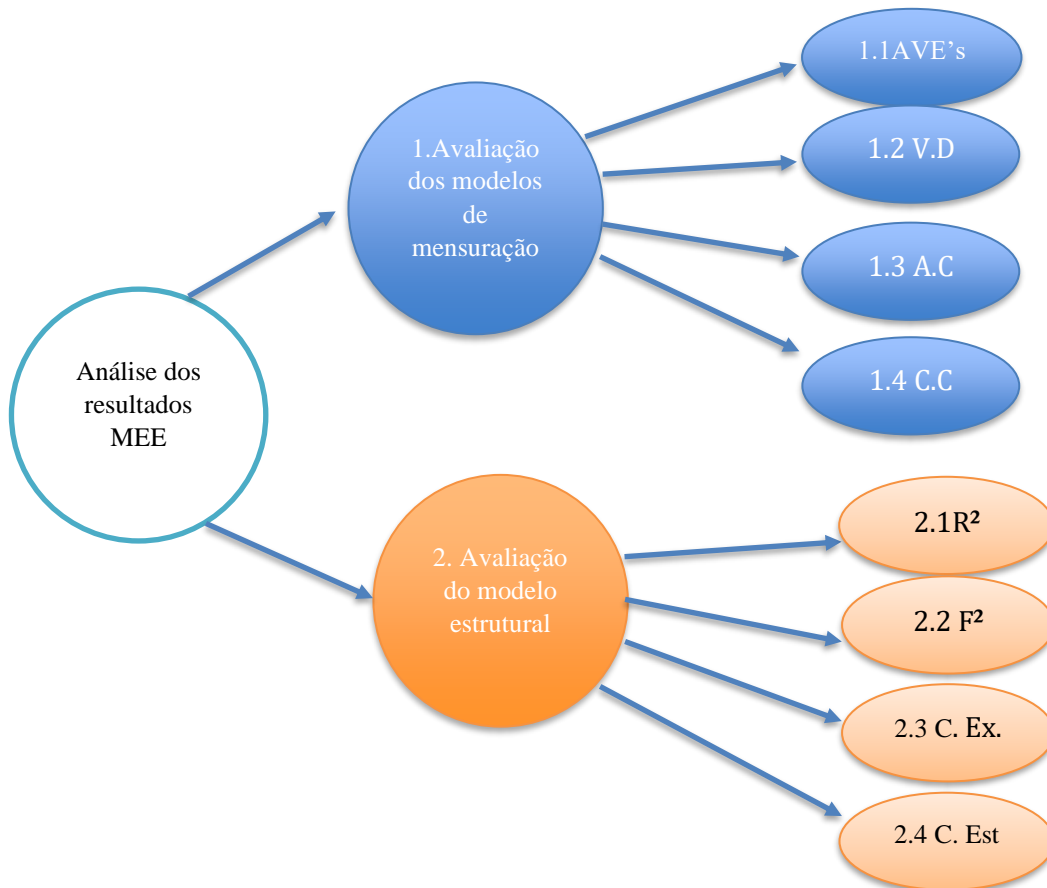 Análise dos
resultados
MEE
1.Avaliação
dos modelos
de
mensuração
1.1AVE’s
1.2 V.D
1.3 A.C
1.4 C.C
2. Avaliação
do modelo
estrutural
2.1R²
2.2 F²
2.3 C. Ex.
2.4 C. Est